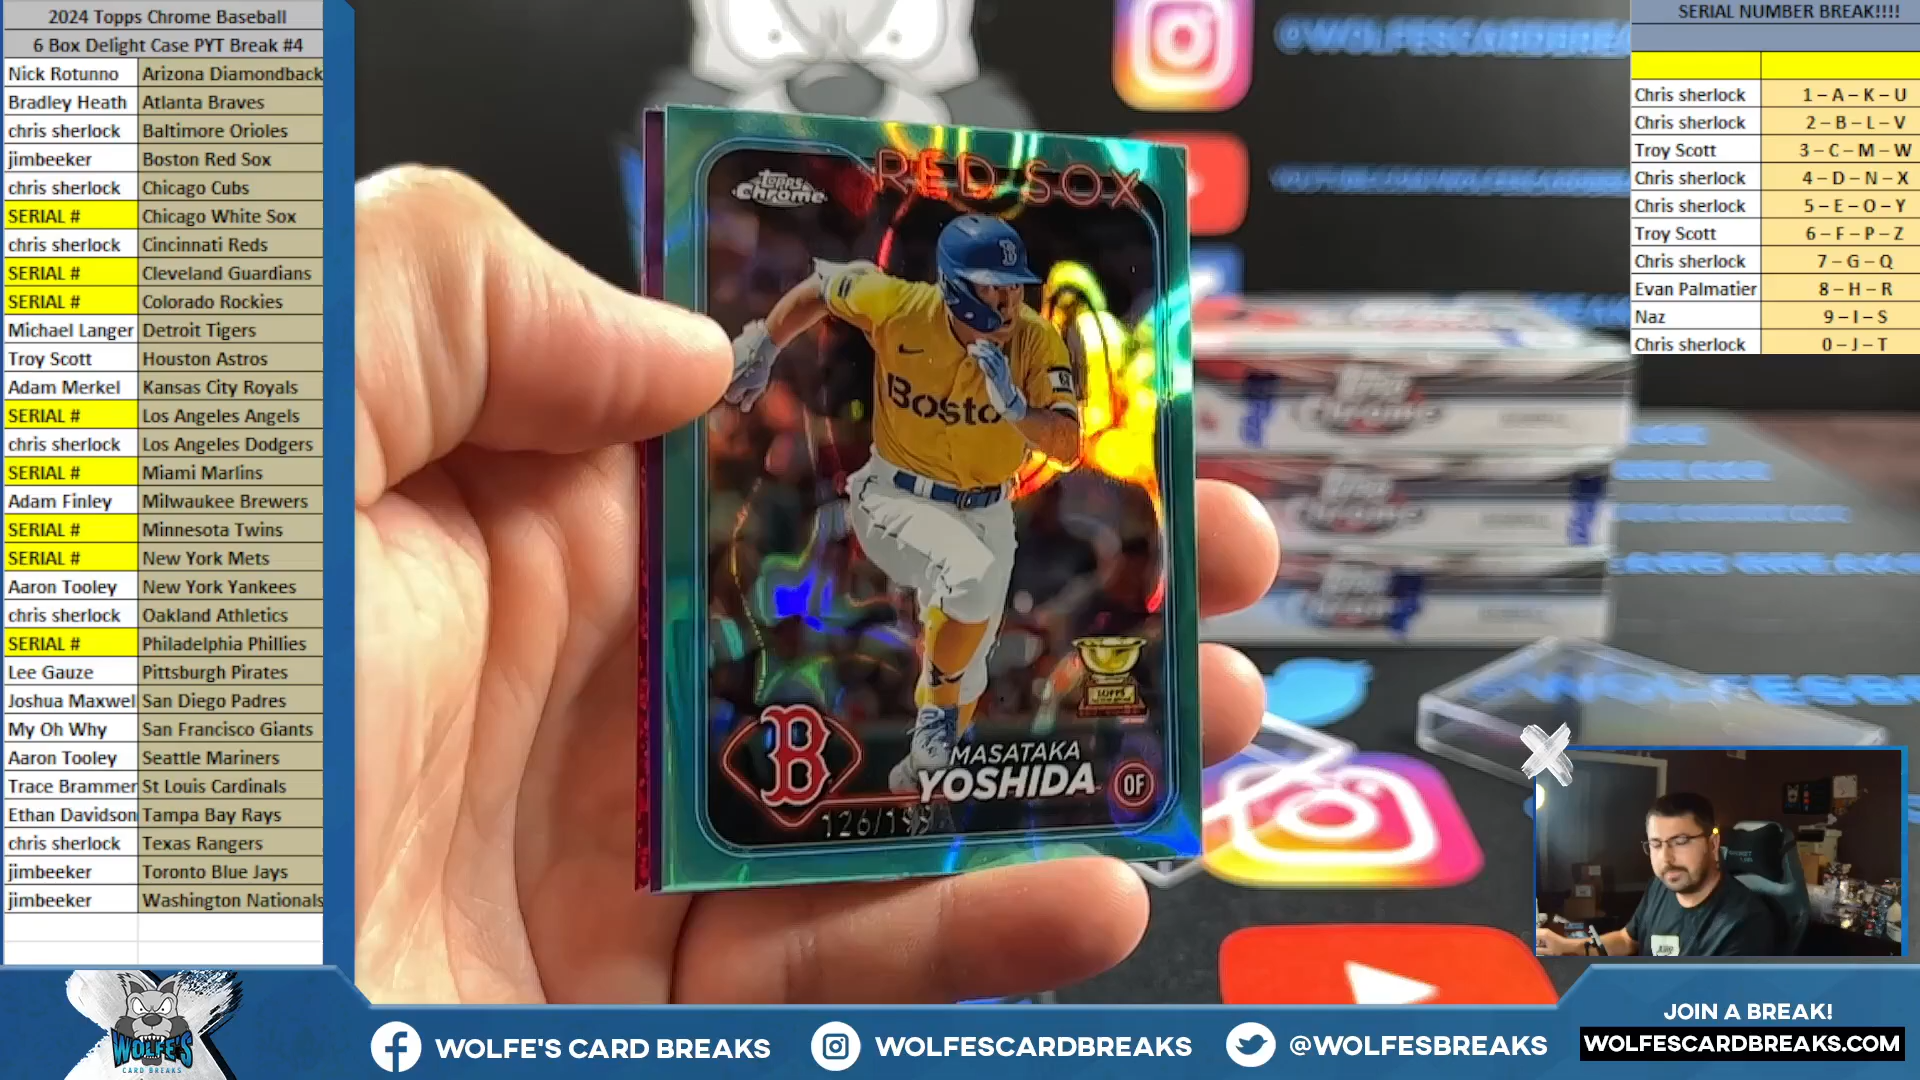 2024 Topps Chrome Baseball
6 Box Delight Case PYT Break #4
Nick Rotunno Arizona Diamondback
Bradley Heath Atlanta Braves
chris sherlock Baltimore Orioles
jimbeeker Boston Red Sox
chris sherlock Chicago Cubs
SERIAL # Chicago White Sox
chris sherlock Cincinnati Reds
SERIAL # Cleveland Guardians
SERIAL # Colorado Rockies
Michael Langer Detroit Tigers
Troy Scott Houston Astros
Adam Merkel Kansas City Royals
SERIAL # Los Angeles Angels
chris sherlock Los Angeles Dodgers
SERIAL # Miami Marlins
Adam Finley Milwaukee Brewers
SERIAL # Minnesota Twins
SERIAL # New York Mets
Aaron Tooley New York Yankees
chris sherlock Oakland Athletics
SERIAL # Philadelphia Phillies
Lee Gauze Pittsburgh Pirates
Joshua Maxwel San Diego Padres
My Oh Why San Francisco Giants
Aaron Tooley Seattle Mariners
Trace Brammer St Louis Cardinals
Ethan Davidson Tampa Bay Rays
chris sherlock Texas Rangers
jimbeeker Toronto Blue Jays
jimbeeker Washington Nationals
WOLFE'S
CARD BREAKS
@WOLFESCARDBREA
RED SOX
Topps
Chrome
B
Bosto
TOPPS
B
MASATAKA
YOSHIDA
OF
126/199
SERIAL NUMBER BREAK!!!!
Chris sherlock 1 – A – K – U
Chris sherlock 2 – B – L – V
Troy Scott 3 – C – M – W
Chris sherlock 4 – D – N – X
Chris sherlock 5 – E – O – Y
Troy Scott 6 – F – P – Z
Chris sherlock 7 – G – Q
Evan Palmatier 8 – H – R
Naz 9 – I – S
Chris sherlock 0 – J – T
Topps
Chrome
WOLFE'S CARD BREAKS
WOLFESCARDBREAKS
@WOLFESBREAKS
JOIN A BREAK!
WOLFESCARDBREAKS.COM